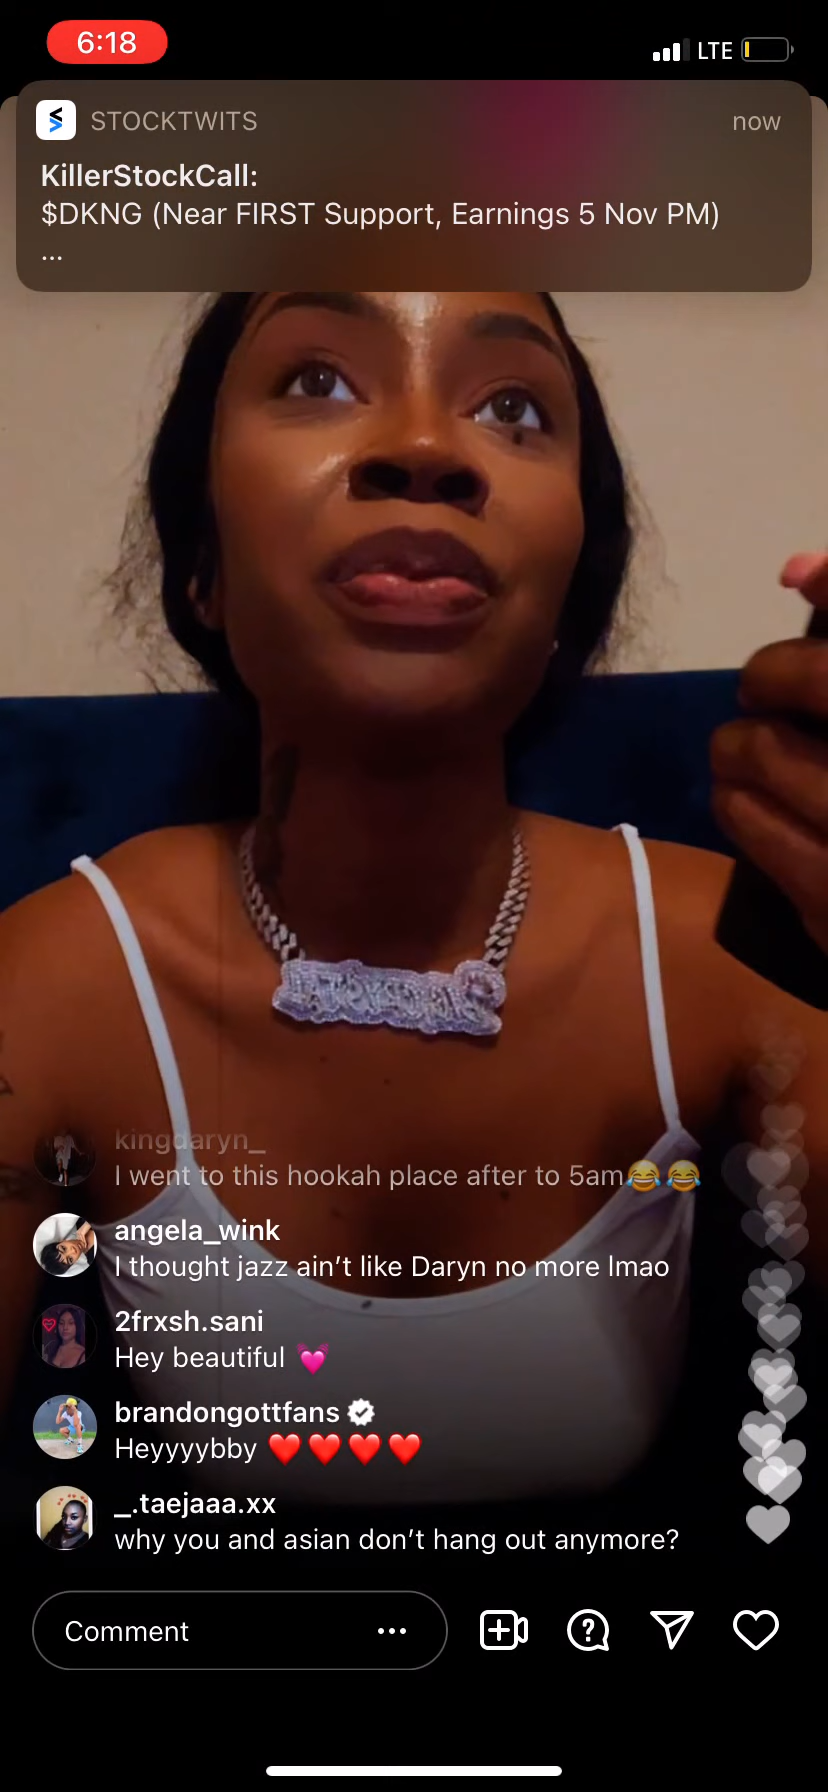 6:18
LTE
STOCKTWITS
now
KillerStockCall:
$DKNG (Near FIRST Support, Earnings 5 Nov PM)
...
kingdaryn_
I went to this hookah place after to 5am😂😂
angela_wink
I thought jazz ain’t like Daryn no more lmao
2frxsh.sani
Hey beautiful 💓
brandongottfans
Heyyyybby ❤️❤️❤️❤️
_.taejaaa.xx
why you and asian don’t hang out anymore?
Comment